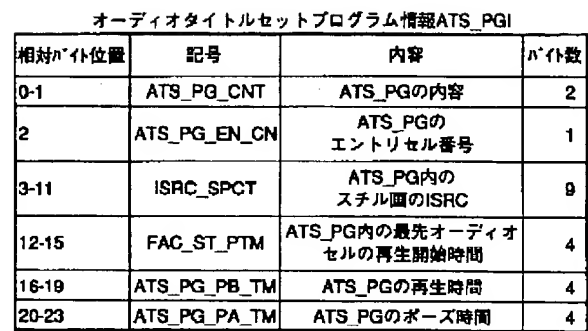 オーディオタイトルセットプログラム情報ATS_PGI
相対バイト位置 記号 内容 バイト数
0-1 ATS_PG_CNT ATS_PGの内容 2
2 ATS_PG_EN_CN ATS_PGの
エントリセル番号 1
3-11 ISRC_SPCT ATS_PG内の
スチル画のISRC 9
12-15 FAC_ST_PTM ATS_PG内の最先オーディオ
セルの再生開始時間 4
16-19 ATS_PG_PB_TM ATS_PGの再生時間 4
20-23 ATS_PG_PA_TM ATS_PGのポーズ時間 4